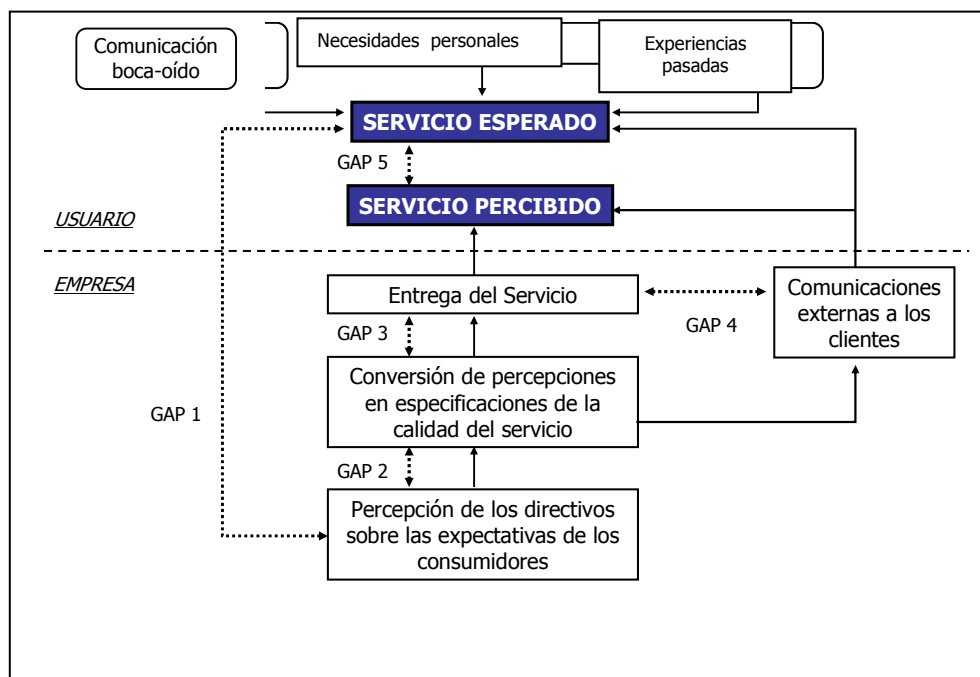 Comunicación
boca-oído
Necesidades personales
Experiencias
pasadas
SERVICIO ESPERADO
GAP 5
SERVICIO PERCIBIDO
USUARIO
EMPRESA
Entrega del Servicio
Comunicaciones
externas a los
clientes
GAP 4
GAP 3
Conversión de percepciones
en especificaciones de la
calidad del servicio
GAP 1
GAP 2
Percepción de los directivos
sobre las expectativas de los
consumidores